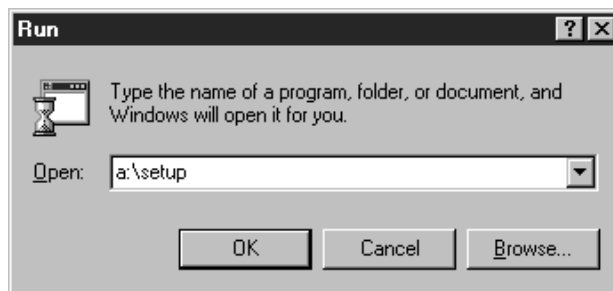 Run
Type the name of a program, folder, or document, and
Windows will open it for you.
Open: a:\setup
OK Cancel Browse...